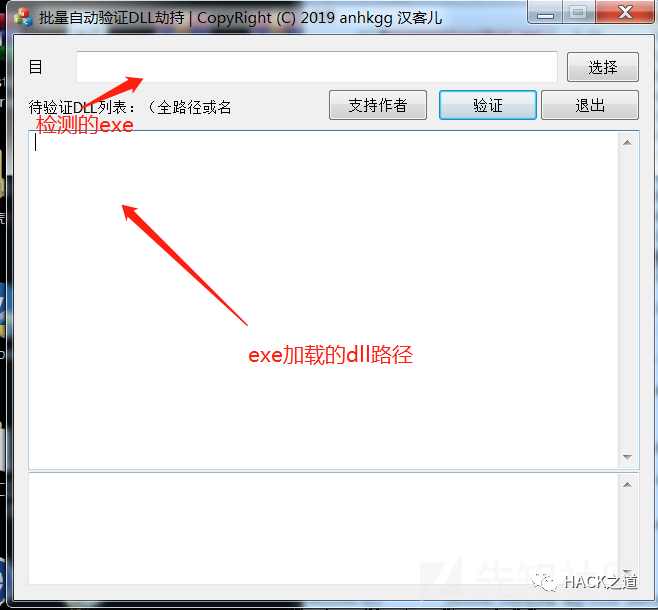 批量自动验证DLL劫持 | CopyRight (C) 2019 anhkgg 汉客儿
目
选择
待验证DLL列表：（全路径或名
支持作者
验证
退出
检测的exe
exe加载的dll路径
先知社区
HACK之道